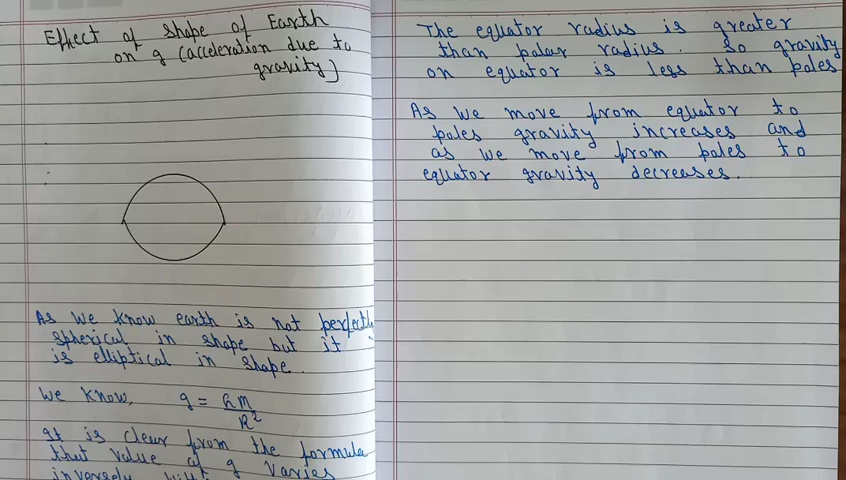 Effect of shape of Earth
on g (acceleration due to
gravity)
As we know earth is not perfectly
spherical in shape but it
is elliptical in shape.
We know, g = GM/R²
It is clear from the formula
that value of g varies
inversely
The equator radius is greater
than polar radius. So gravity
on equator is less than poles
As we move from equator to
poles gravity increases and
as we move from poles to
equator gravity decreases.